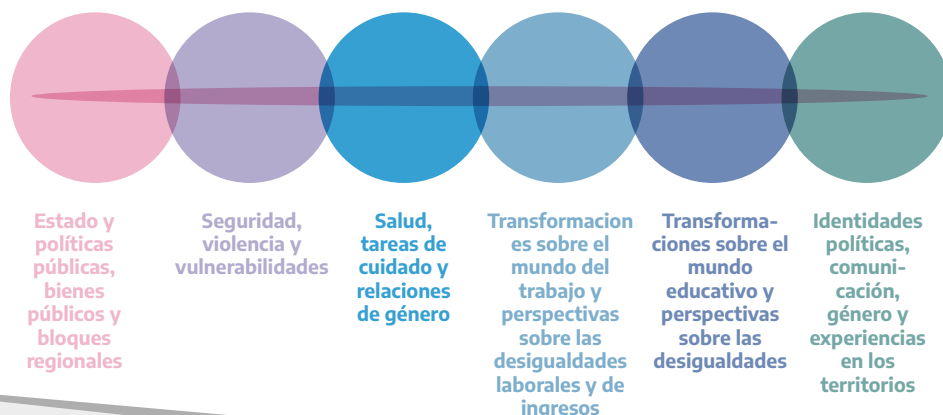 Estado y
políticas
públicas,
bienes
públicos y
bloques
regionales
Seguridad,
violencia y
vulnerabilidades
Salud,
tareas de
cuidado y
relaciones
de género
Transformacion
es sobre el
mundo del
trabajo y
perspectivas
sobre las
desigualdades
laborales y de
ingresos
Transforma-
ciones sobre el
mundo
educativo y
perspectivas
sobre las
desigualdades
Identidades
políticas,
comuni-
cación,
género y
experiencias
en los
territorios